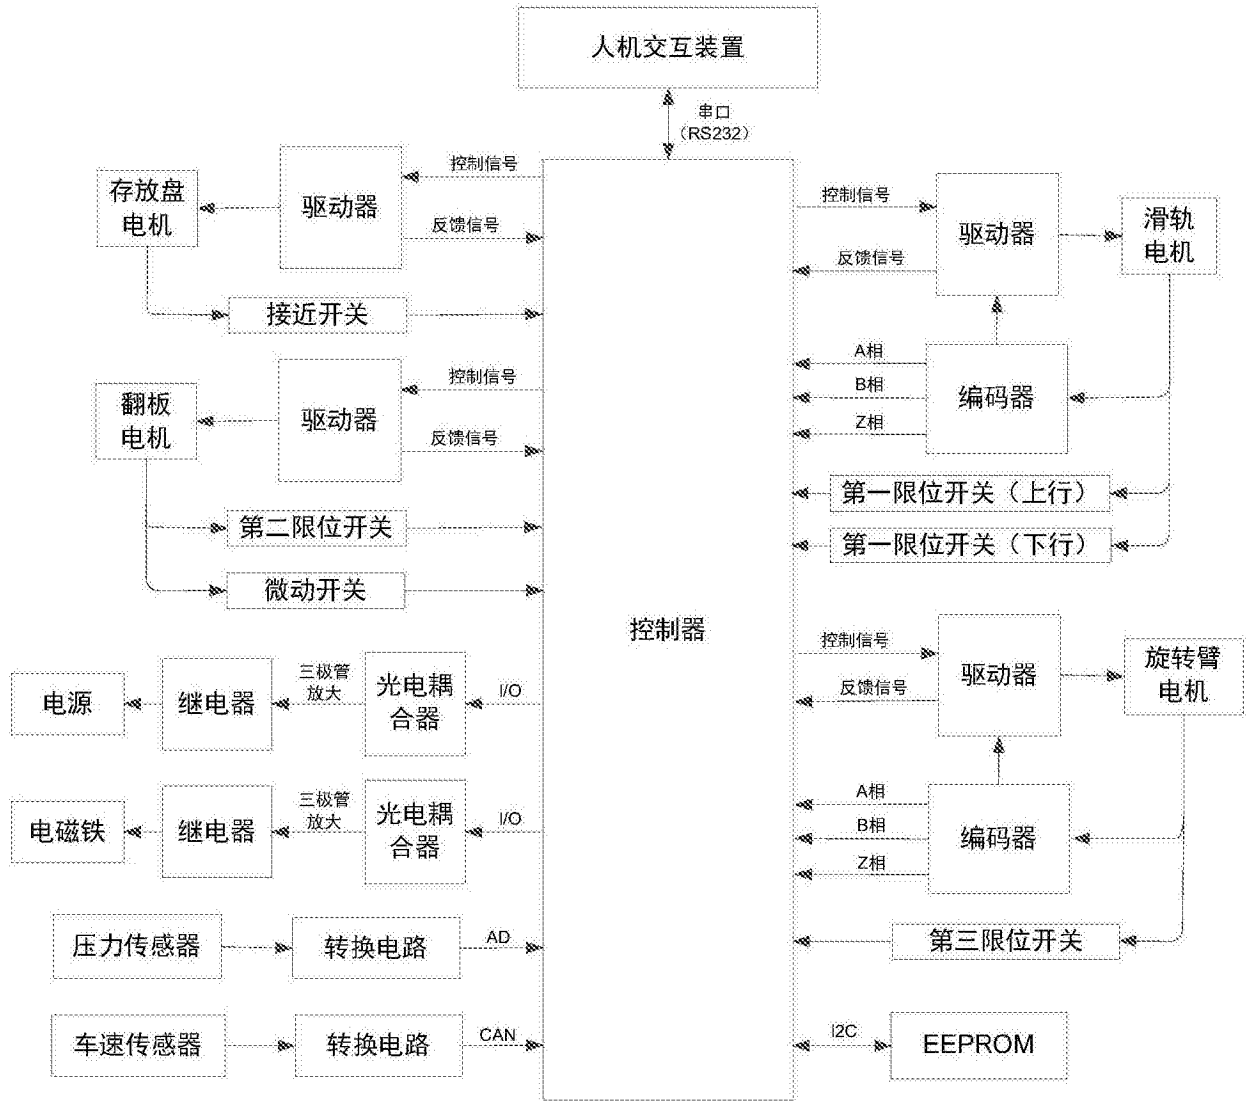 人机交互装置
串口
（RS232）
存放盘
电机
驱动器
控制信号
反馈信号
接近开关
翻板
电机
驱动器
控制信号
反馈信号
第二限位开关
微动开关
电源
继电器
三极管
放大
光电耦
合器
I/O
电磁铁
继电器
三极管
放大
光电耦
合器
I/O
压力传感器
转换电路
AD
车速传感器
转换电路
CAN
控制器
控制信号
反馈信号
驱动器
滑轨
电机
A相
B相
Z相
编码器
第一限位开关（上行）
第一限位开关（下行）
控制信号
反馈信号
驱动器
旋转臂
电机
A相
B相
Z相
编码器
第三限位开关
I2C
EEPROM